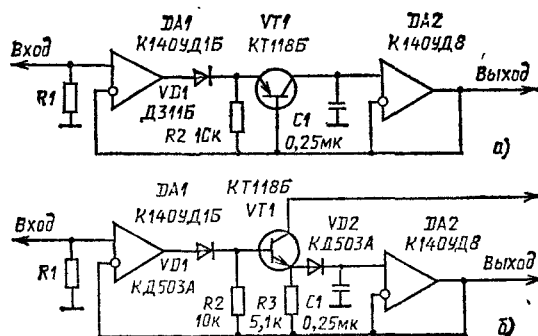 DA1
VT1
DA2
Вход
К140УД1Б
КТ118Б
К140УД8
Выход
R1
VD1
Д311Б
R2 10к
C1
0,25мк
а)
DA1
КТ118Б
Вход
К140УД1Б
VT1
VD2
КД503А
DA2
К140УД8
R1
VD1
КД503А
Выход
R2
10к
R3
5,1к
C1
0,25мк
б)